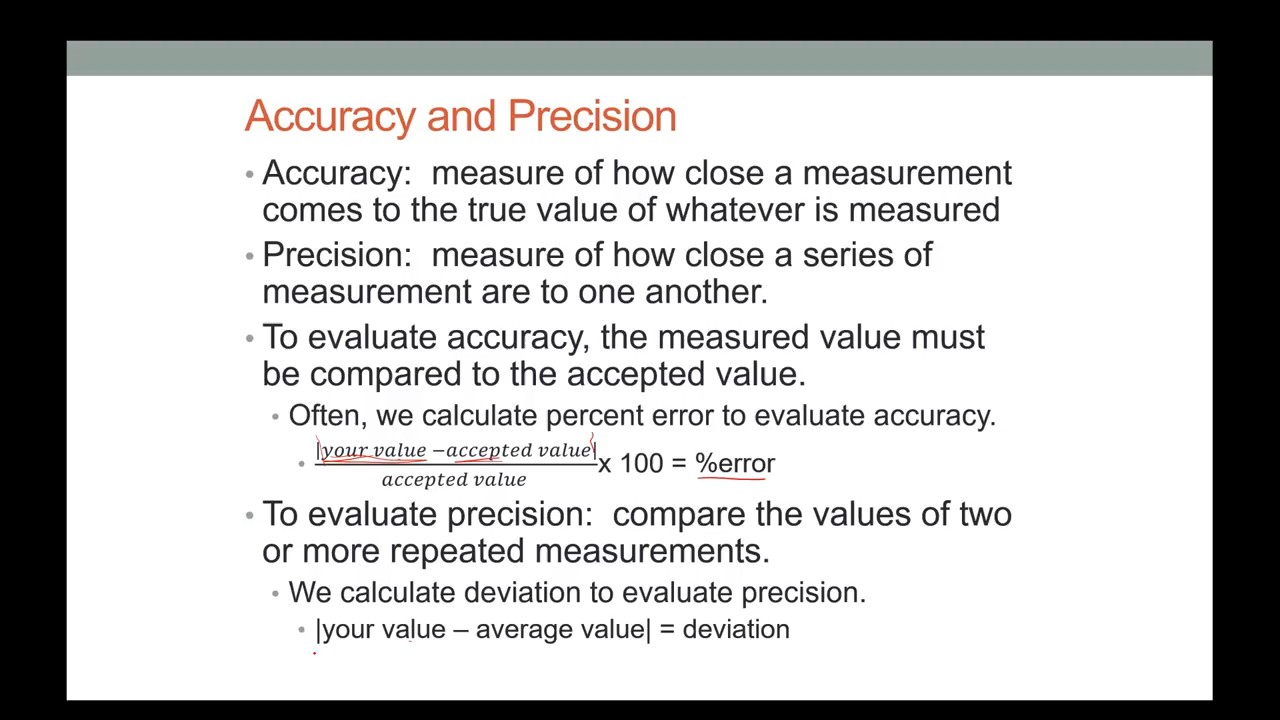 Accuracy and Precision
• Accuracy: measure of how close a measurement
comes to the true value of whatever is measured
• Precision: measure of how close a series of
measurement are to one another.
• To evaluate accuracy, the measured value must
be compared to the accepted value.
• Often, we calculate percent error to evaluate accuracy.
• |your value −accepted value|
accepted value
x 100 = %error
• To evaluate precision: compare the values of two
or more repeated measurements.
• We calculate deviation to evaluate precision.
• |your value – average value| = deviation